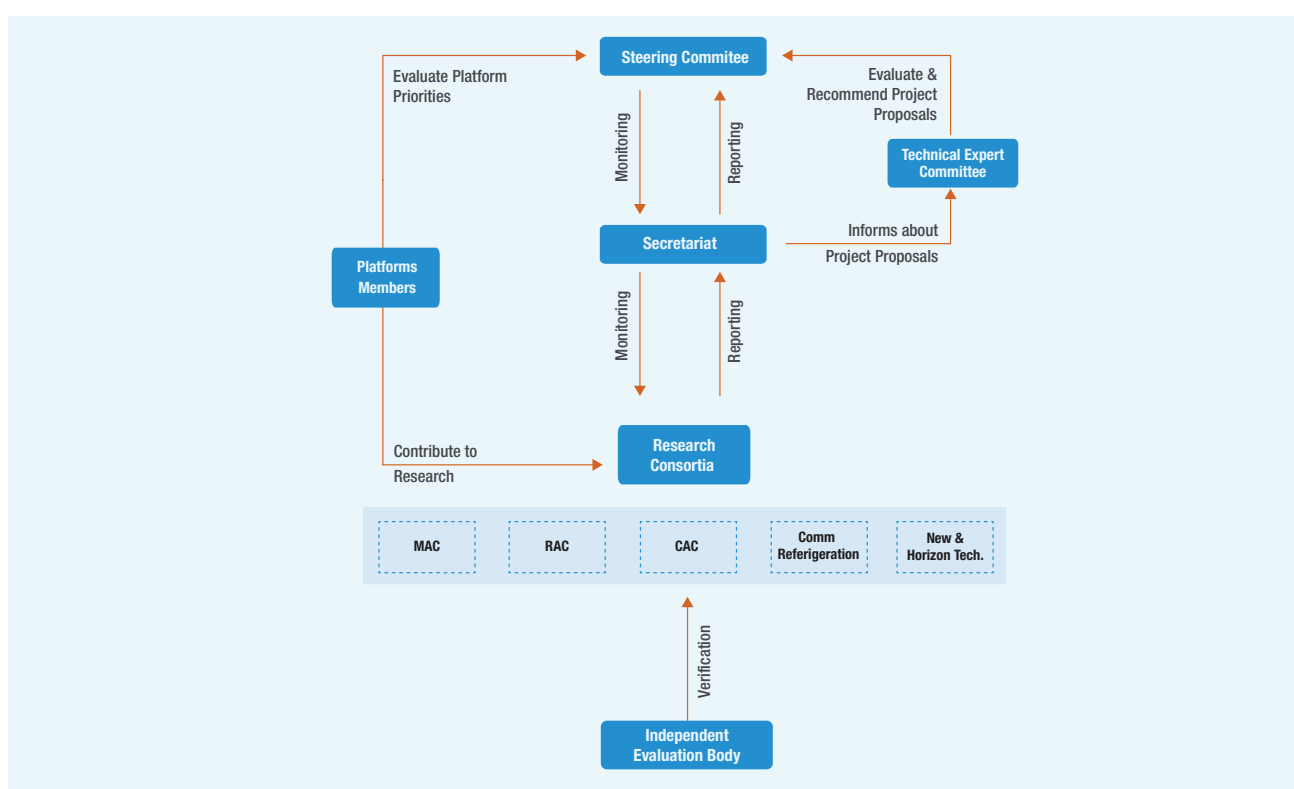 Steering Commitee
Evaluate Platform
Priorities
Evaluate &
Recommend Project
Proposals
Monitoring
Reporting
Technical Expert
Committee
Secretariat
Informs about
Project Proposals
Platforms
Members
Monitoring
Reporting
Research
Consortia
Contribute to
Research
MAC
RAC
CAC
Comm
Referigeration
New &
Horizon Tech.
Verification
Independent
Evaluation Body